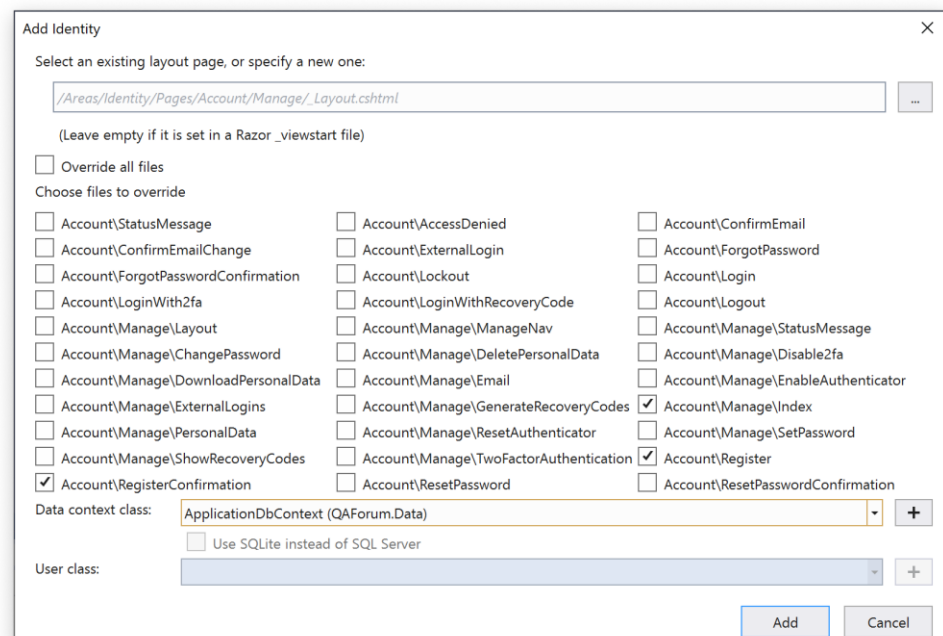 Add Identity
Select an existing layout page, or specify a new one:
/Areas/Identity/Pages/Account/Manage/_Layout.cshtml
...
(Leave empty if it is set in a Razor _viewstart file)
Override all files
Choose files to override
Account\StatusMessage Account\AccessDenied Account\ConfirmEmail
Account\ConfirmEmailChange Account\ExternalLogin Account\ForgotPassword
Account\ForgotPasswordConfirmation Account\Lockout Account\Login
Account\LoginWith2fa Account\LoginWithRecoveryCode Account\Logout
Account\Manage\Layout Account\Manage\ManageNav Account\Manage\StatusMessage
Account\Manage\ChangePassword Account\Manage\DeletePersonalData Account\Manage\Disable2fa
Account\Manage\DownloadPersonalData Account\Manage\Email Account\Manage\EnableAuthenticator
Account\Manage\ExternalLogins Account\Manage\GenerateRecoveryCodes Account\Manage\Index
Account\Manage\PersonalData Account\Manage\ResetAuthenticator Account\Manage\SetPassword
Account\Manage\ShowRecoveryCodes Account\Manage\TwoFactorAuthentication Account\Register
Account\RegisterConfirmation Account\ResetPassword Account\ResetPasswordConfirmation
Data context class: ApplicationDbContext (QAForum.Data) +
Use SQLite instead of SQL Server
User class: +
Add Cancel